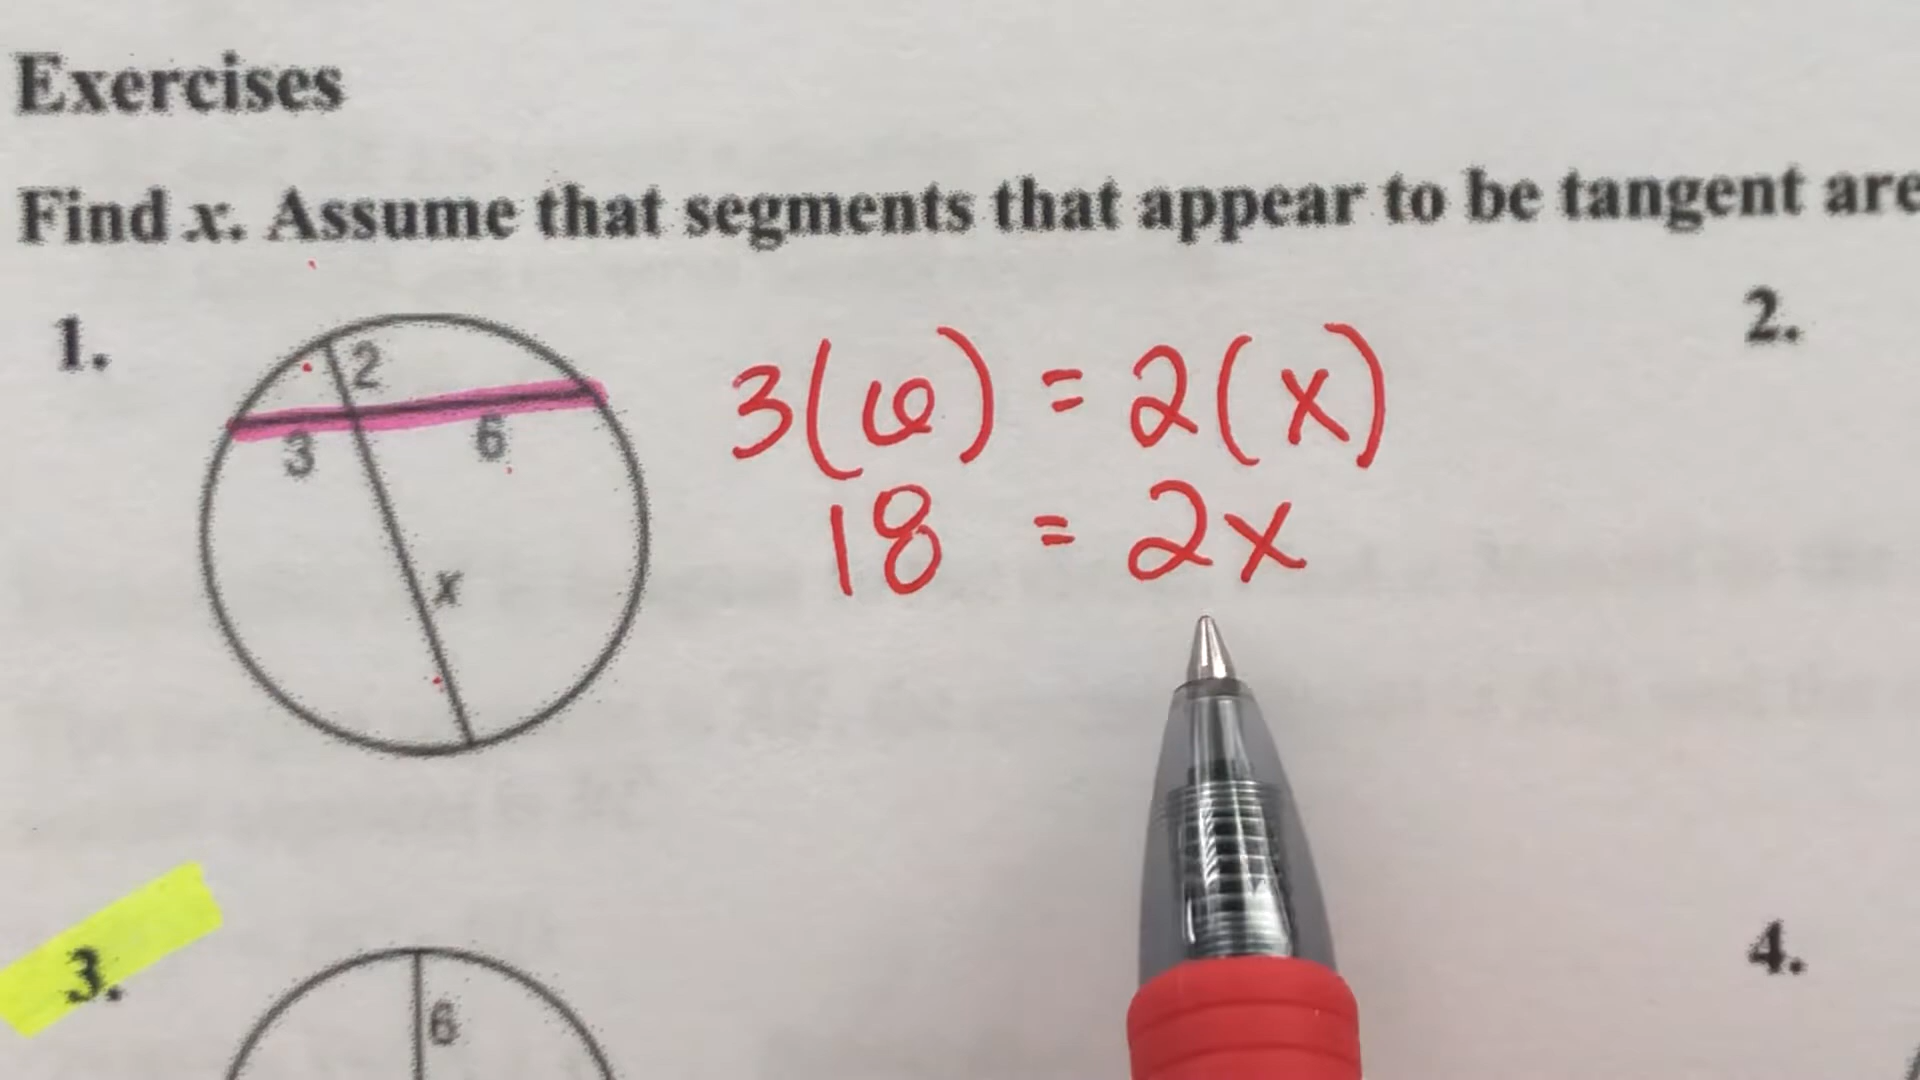 Exercises
Find x. Assume that segments that appear to be tangent are
1.
2
3
6
x
3(6) = 2(x)
18 = 2x
2.
3.
6
4.